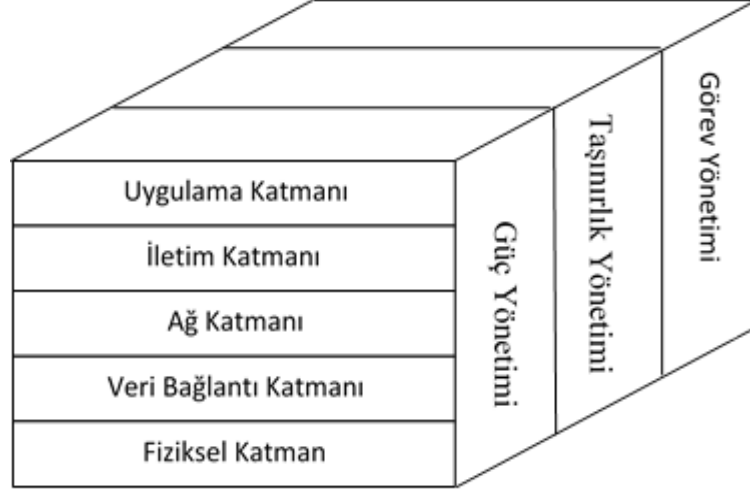 Uygulama Katmanı
İletim Katmanı
Ağ Katmanı
Veri Bağlantı Katmanı
Fiziksel Katman
Güç Yönetimi
Taşınırlık Yönetimi
Görev Yönetimi